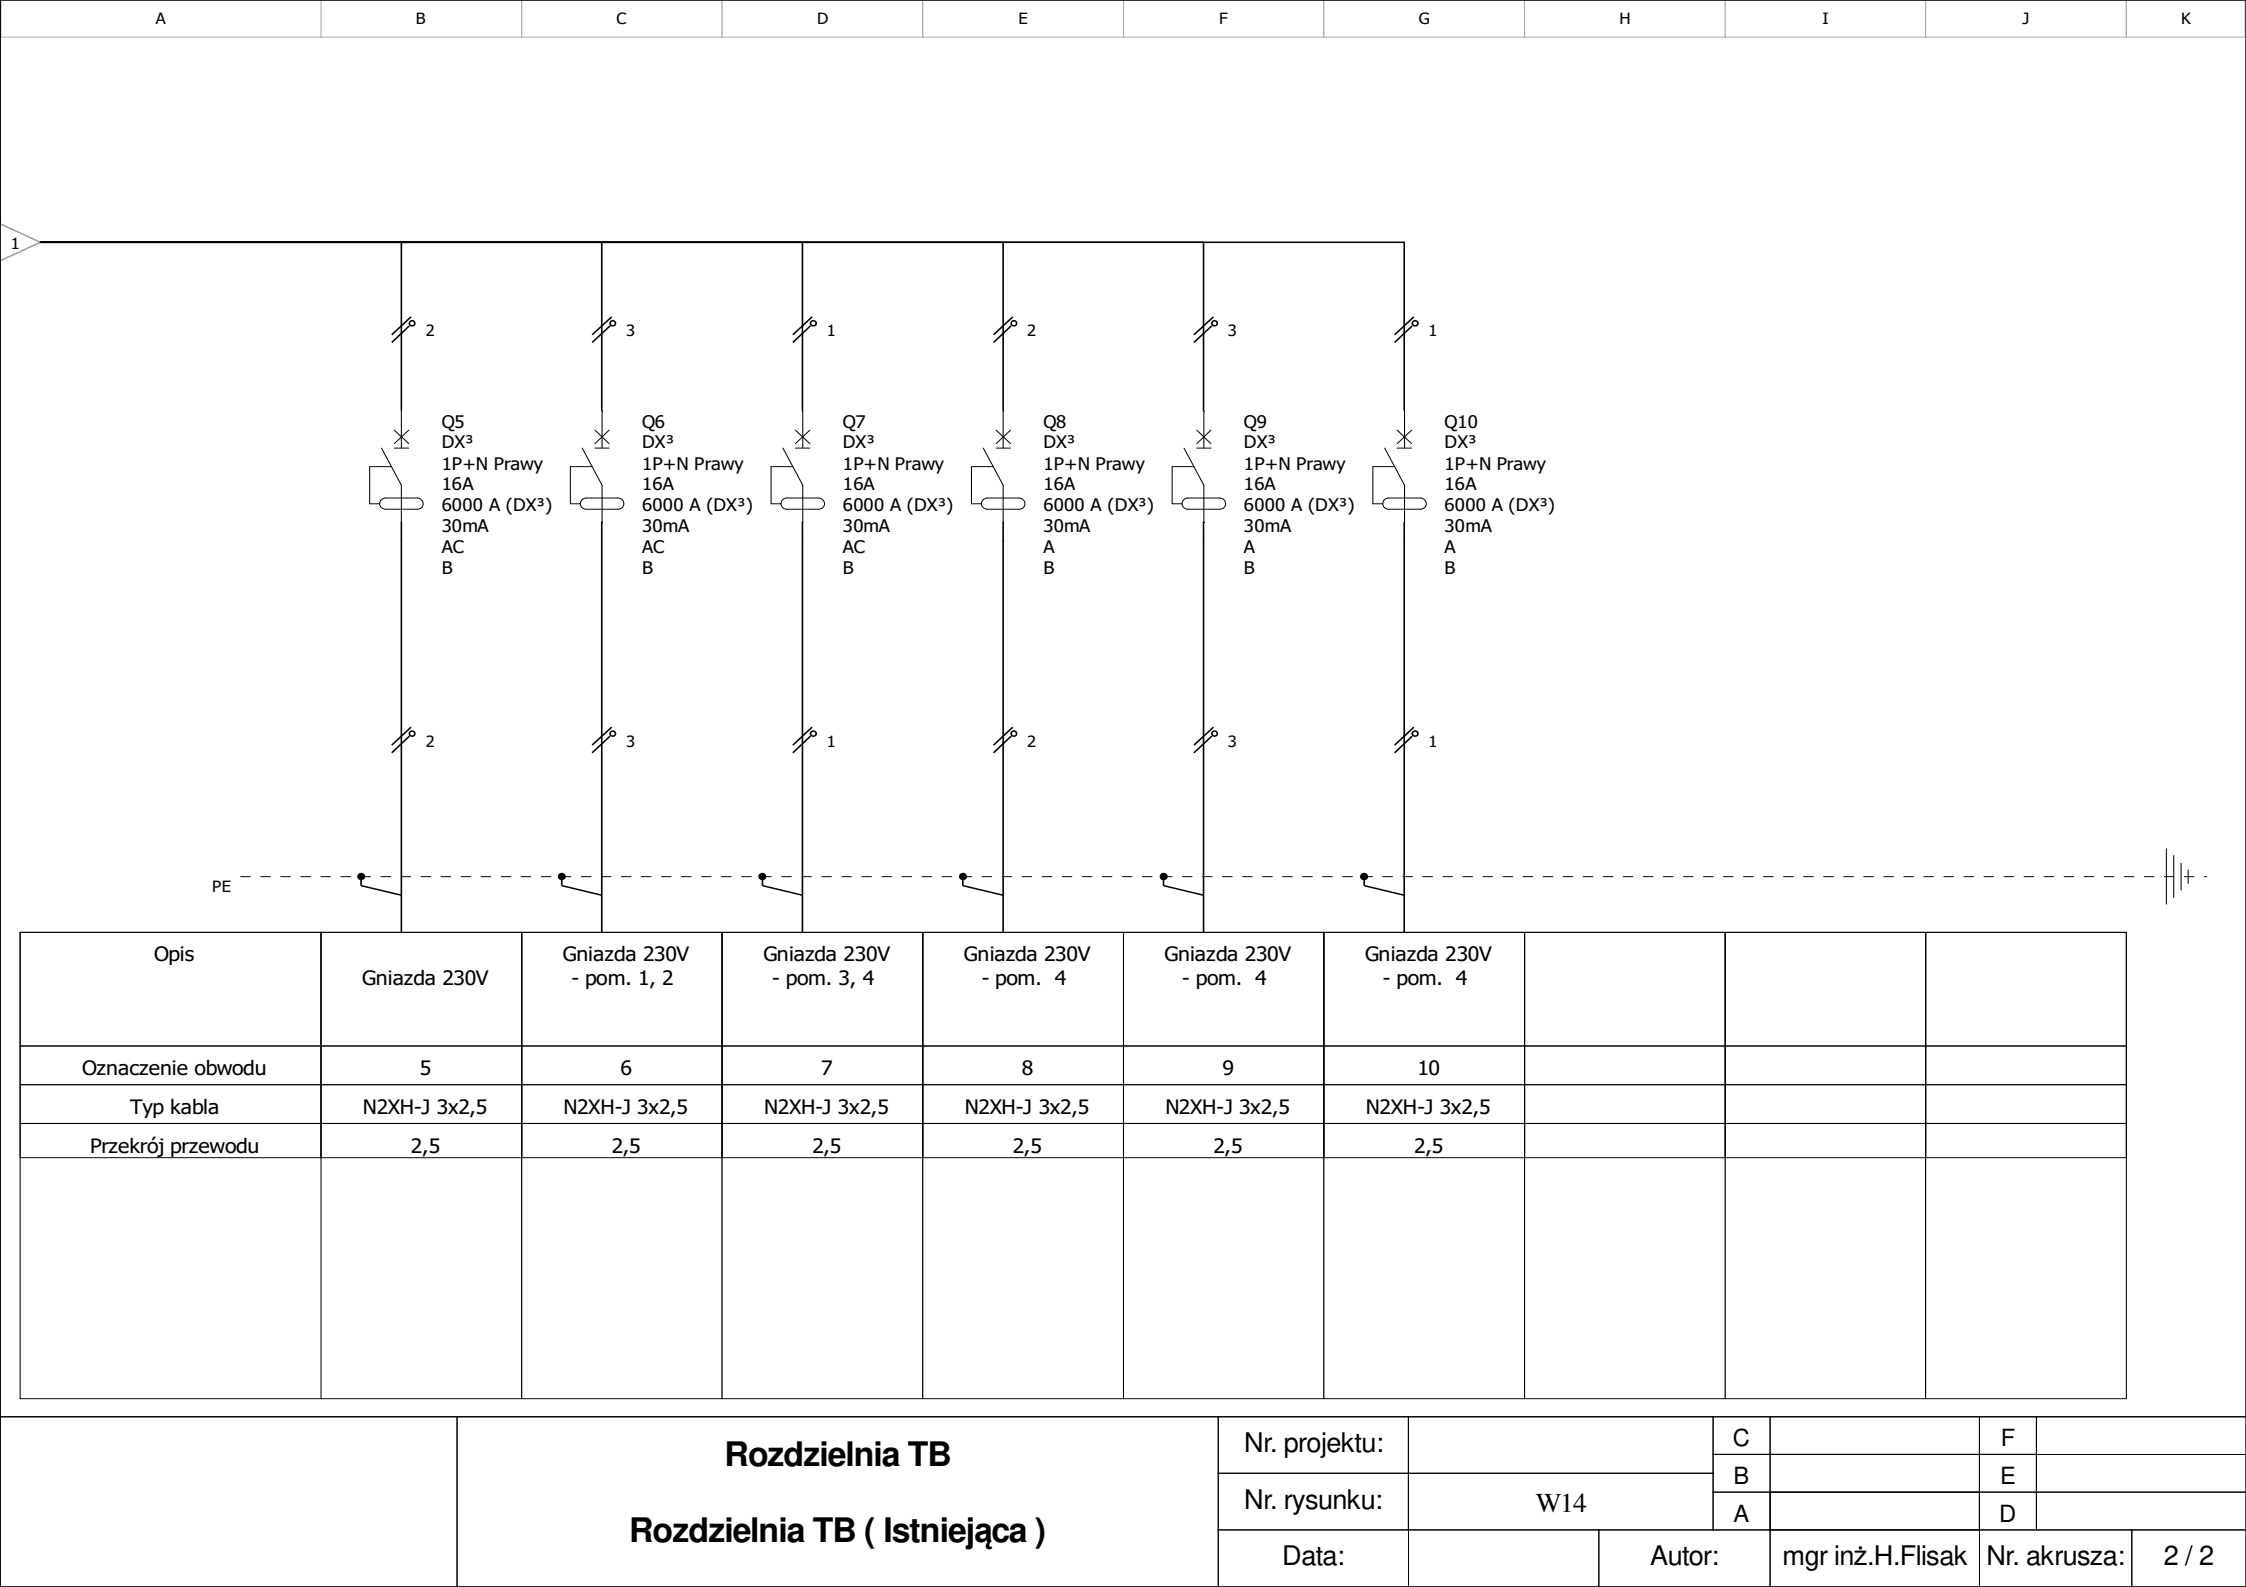 A B C D E F G H I J K
1
2 3 1 2 3 1
Q5 Q6 Q7 Q8 Q9 Q10
DX³ DX³ DX³ DX³ DX³ DX³
1P+N Prawy 1P+N Prawy 1P+N Prawy 1P+N Prawy 1P+N Prawy 1P+N Prawy
16A 16A 16A 16A 16A 16A
6000 A (DX³) 6000 A (DX³) 6000 A (DX³) 6000 A (DX³) 6000 A (DX³) 6000 A (DX³)
30mA 30mA 30mA 30mA 30mA 30mA
AC AC AC A A A
B B B B B B
2 3 1 2 3 1
PE
Opis Gniazda 230V Gniazda 230V Gniazda 230V Gniazda 230V Gniazda 230V
Gniazda 230V - pom. 1, 2 - pom. 3, 4 - pom. 4 - pom. 4 - pom. 4
Oznaczenie obwodu 5 6 7 8 9 10
Typ kabla N2XH-J 3x2,5 N2XH-J 3x2,5 N2XH-J 3x2,5 N2XH-J 3x2,5 N2XH-J 3x2,5 N2XH-J 3x2,5
Przekrój przewodu 2,5 2,5 2,5 2,5 2,5 2,5
Rozdzielnia TB
Rozdzielnia TB ( Istniejąca )
Nr. projektu: C F
B E
Nr. rysunku: W14 A D
Data: Autor: mgr inż.H.Flisak Nr. akrusza: 2 / 2